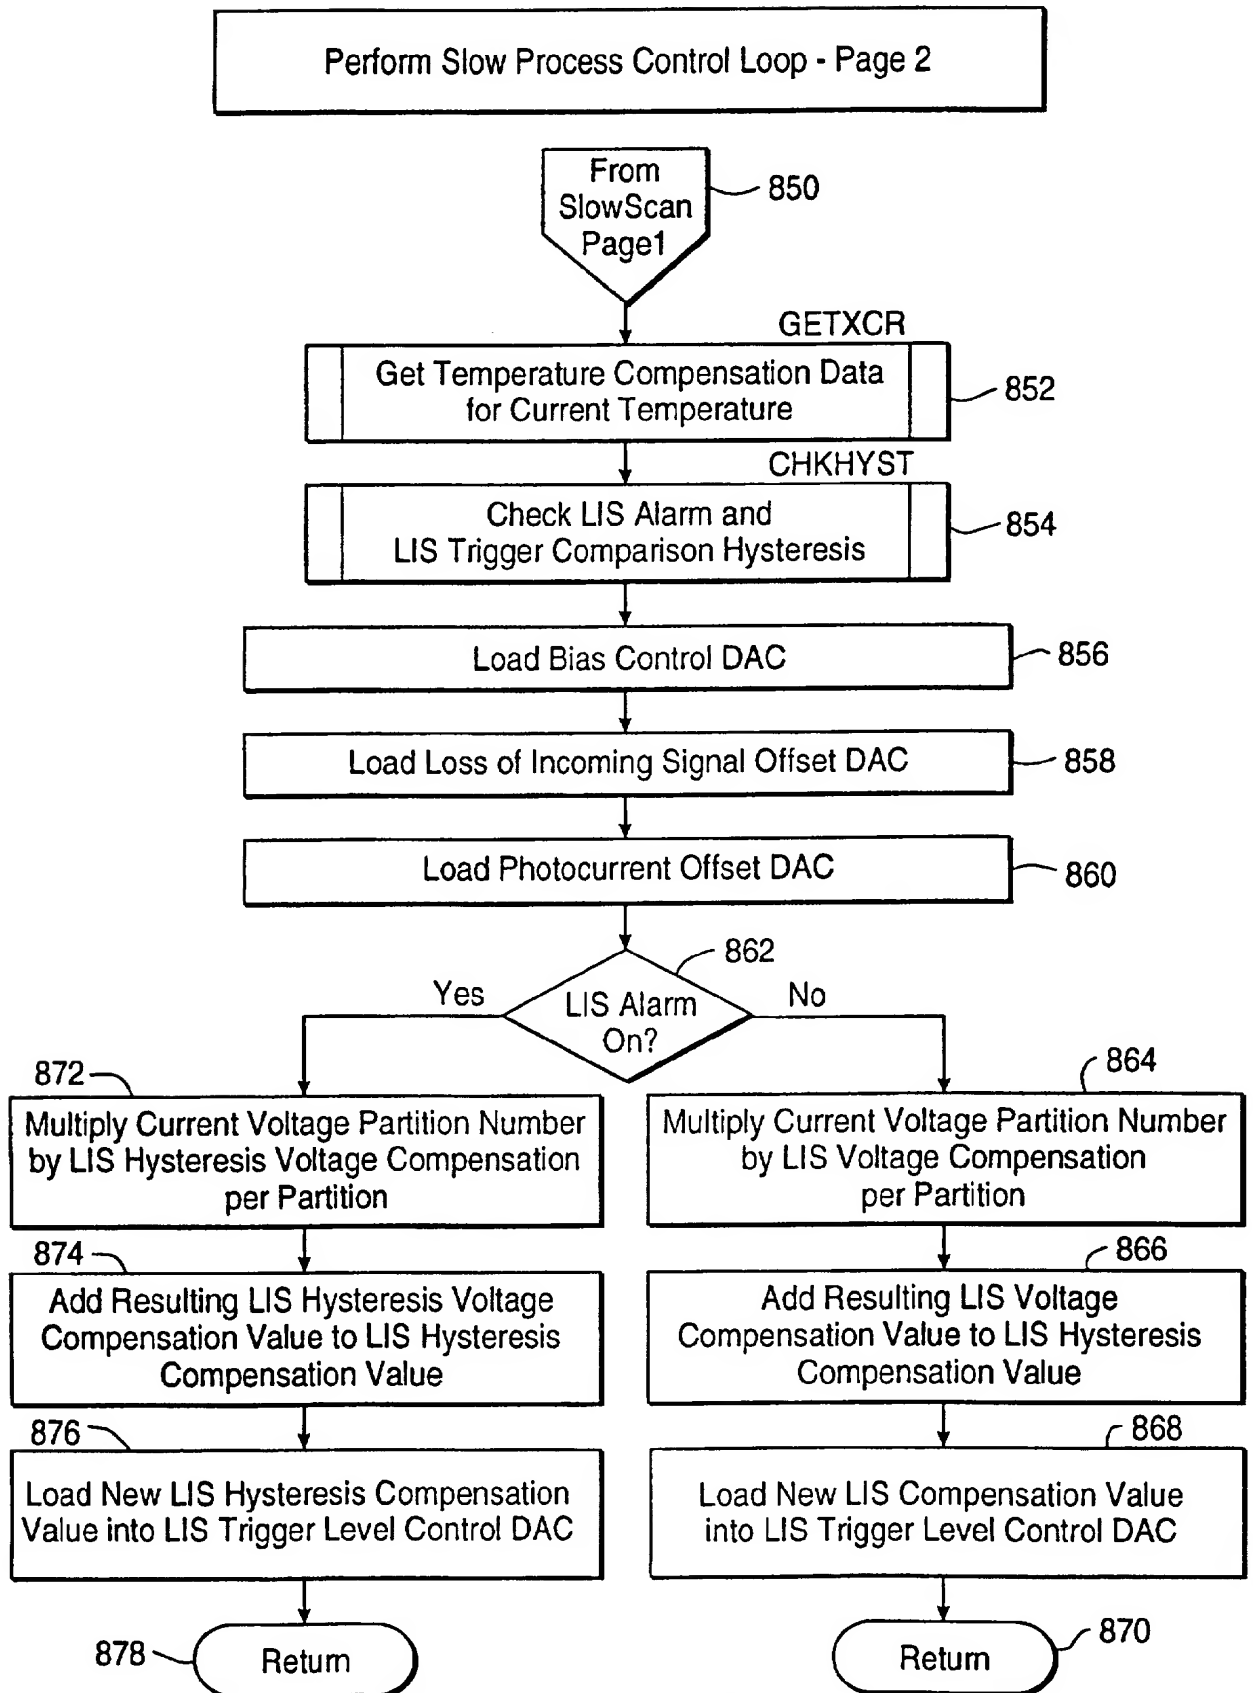 Perform Slow Process Control Loop - Page 2
From
SlowScan
Page1
850
GETXCR
Get Temperature Compensation Data
for Current Temperature
852
CHKHYST
Check LIS Alarm and
LIS Trigger Comparison Hysteresis
854
Load Bias Control DAC
856
Load Loss of Incoming Signal Offset DAC
858
Load Photocurrent Offset DAC
860
862
Yes
LIS Alarm
On?
No
872
Multiply Current Voltage Partition Number
by LIS Hysteresis Voltage Compensation
per Partition
864
Multiply Current Voltage Partition Number
by LIS Voltage Compensation
per Partition
874
Add Resulting LIS Hysteresis Voltage
Compensation Value to LIS Hysteresis
Compensation Value
866
Add Resulting LIS Voltage
Compensation Value to LIS Hysteresis
Compensation Value
876
Load New LIS Hysteresis Compensation
Value into LIS Trigger Level Control DAC
868
Load New LIS Compensation Value
into LIS Trigger Level Control DAC
878
Return
870
Return